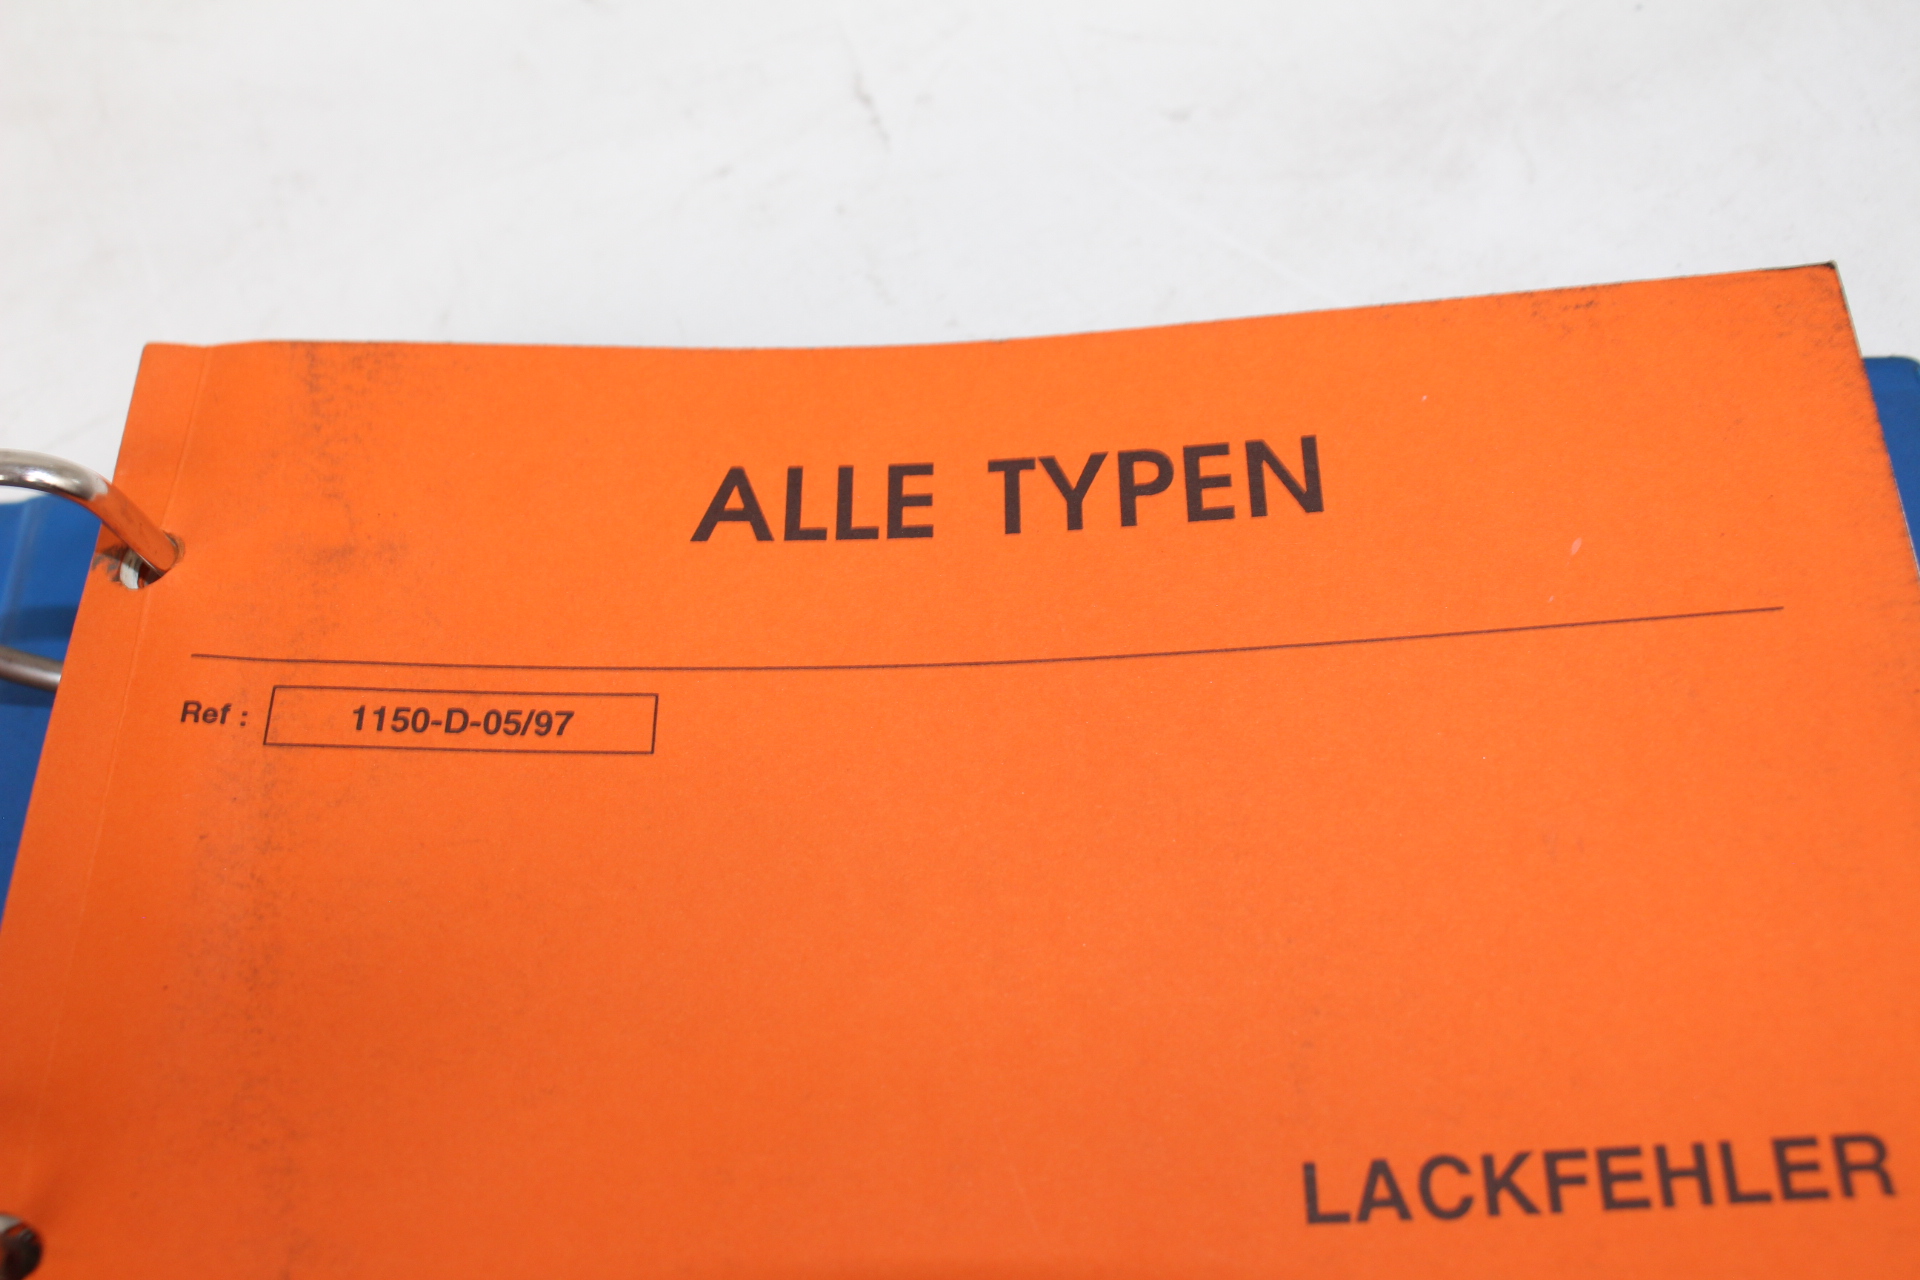 ALLE TYPEN
Ref : 1150-D-05/97
LACKFEHLER